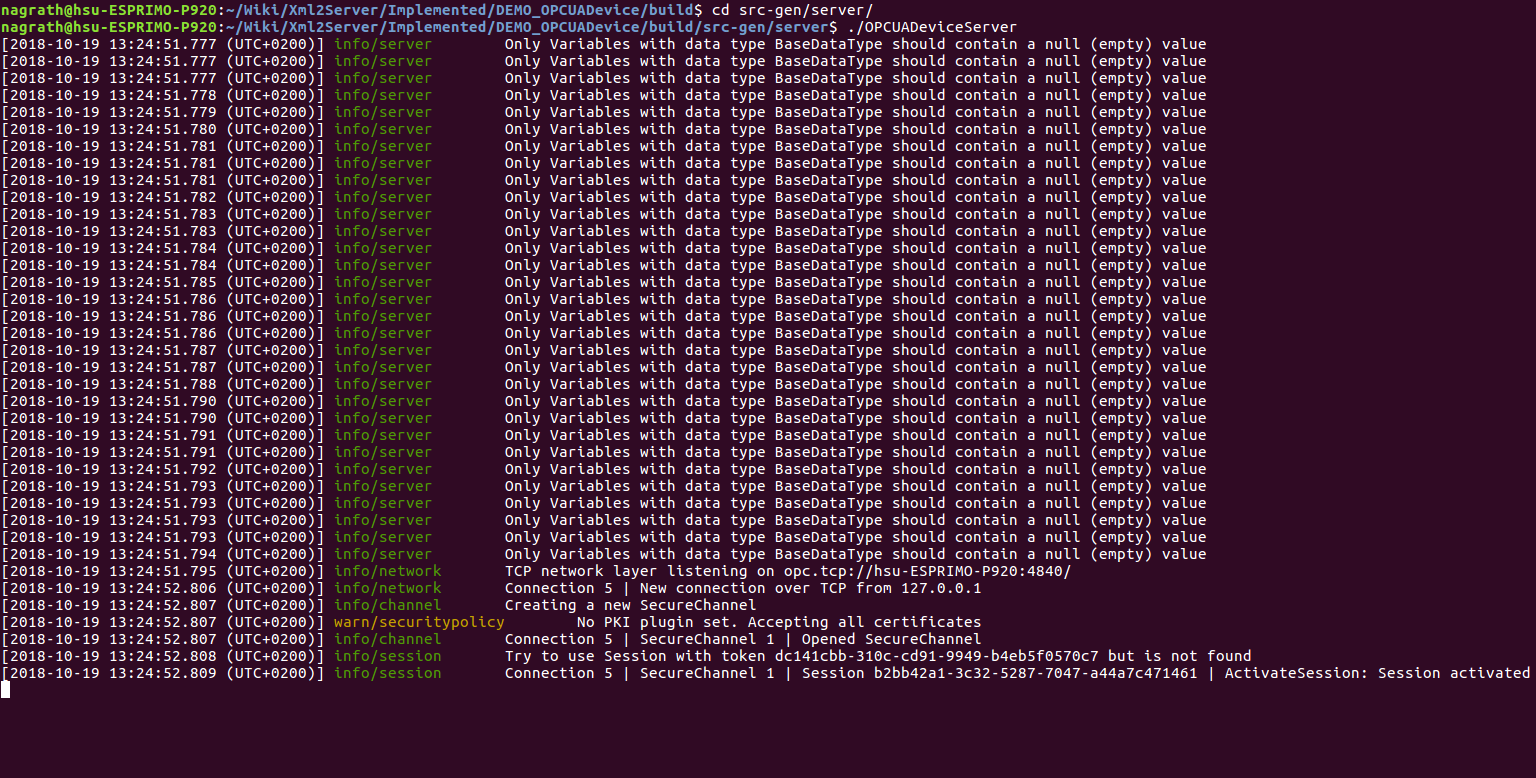 nagrath@hsu-ESPRIMO-P920:~/Wiki/Xml2Server/Implemented/DEMO_OPCUADevice/build$ cd src-gen/server/
nagrath@hsu-ESPRIMO-P920:~/Wiki/Xml2Server/Implemented/DEMO_OPCUADevice/build/src-gen/server$ ./OPCUADeviceServer
[2018-10-19 13:24:51.777 (UTC+0200)] info/server	Only Variables with data type BaseDataType should contain a null (empty) value
[2018-10-19 13:24:51.777 (UTC+0200)] info/server	Only Variables with data type BaseDataType should contain a null (empty) value
[2018-10-19 13:24:51.777 (UTC+0200)] info/server	Only Variables with data type BaseDataType should contain a null (empty) value
[2018-10-19 13:24:51.778 (UTC+0200)] info/server	Only Variables with data type BaseDataType should contain a null (empty) value
[2018-10-19 13:24:51.779 (UTC+0200)] info/server	Only Variables with data type BaseDataType should contain a null (empty) value
[2018-10-19 13:24:51.780 (UTC+0200)] info/server	Only Variables with data type BaseDataType should contain a null (empty) value
[2018-10-19 13:24:51.781 (UTC+0200)] info/server	Only Variables with data type BaseDataType should contain a null (empty) value
[2018-10-19 13:24:51.781 (UTC+0200)] info/server	Only Variables with data type BaseDataType should contain a null (empty) value
[2018-10-19 13:24:51.781 (UTC+0200)] info/server	Only Variables with data type BaseDataType should contain a null (empty) value
[2018-10-19 13:24:51.782 (UTC+0200)] info/server	Only Variables with data type BaseDataType should contain a null (empty) value
[2018-10-19 13:24:51.783 (UTC+0200)] info/server	Only Variables with data type BaseDataType should contain a null (empty) value
[2018-10-19 13:24:51.783 (UTC+0200)] info/server	Only Variables with data type BaseDataType should contain a null (empty) value
[2018-10-19 13:24:51.784 (UTC+0200)] info/server	Only Variables with data type BaseDataType should contain a null (empty) value
[2018-10-19 13:24:51.784 (UTC+0200)] info/server	Only Variables with data type BaseDataType should contain a null (empty) value
[2018-10-19 13:24:51.785 (UTC+0200)] info/server	Only Variables with data type BaseDataType should contain a null (empty) value
[2018-10-19 13:24:51.786 (UTC+0200)] info/server	Only Variables with data type BaseDataType should contain a null (empty) value
[2018-10-19 13:24:51.786 (UTC+0200)] info/server	Only Variables with data type BaseDataType should contain a null (empty) value
[2018-10-19 13:24:51.786 (UTC+0200)] info/server	Only Variables with data type BaseDataType should contain a null (empty) value
[2018-10-19 13:24:51.787 (UTC+0200)] info/server	Only Variables with data type BaseDataType should contain a null (empty) value
[2018-10-19 13:24:51.787 (UTC+0200)] info/server	Only Variables with data type BaseDataType should contain a null (empty) value
[2018-10-19 13:24:51.788 (UTC+0200)] info/server	Only Variables with data type BaseDataType should contain a null (empty) value
[2018-10-19 13:24:51.790 (UTC+0200)] info/server	Only Variables with data type BaseDataType should contain a null (empty) value
[2018-10-19 13:24:51.790 (UTC+0200)] info/server	Only Variables with data type BaseDataType should contain a null (empty) value
[2018-10-19 13:24:51.791 (UTC+0200)] info/server	Only Variables with data type BaseDataType should contain a null (empty) value
[2018-10-19 13:24:51.791 (UTC+0200)] info/server	Only Variables with data type BaseDataType should contain a null (empty) value
[2018-10-19 13:24:51.792 (UTC+0200)] info/server	Only Variables with data type BaseDataType should contain a null (empty) value
[2018-10-19 13:24:51.793 (UTC+0200)] info/server	Only Variables with data type BaseDataType should contain a null (empty) value
[2018-10-19 13:24:51.793 (UTC+0200)] info/server	Only Variables with data type BaseDataType should contain a null (empty) value
[2018-10-19 13:24:51.793 (UTC+0200)] info/server	Only Variables with data type BaseDataType should contain a null (empty) value
[2018-10-19 13:24:51.793 (UTC+0200)] info/server	Only Variables with data type BaseDataType should contain a null (empty) value
[2018-10-19 13:24:51.794 (UTC+0200)] info/server	Only Variables with data type BaseDataType should contain a null (empty) value
[2018-10-19 13:24:51.795 (UTC+0200)] info/network	TCP network layer listening on opc.tcp://hsu-ESPRIMO-P920:4840/
[2018-10-19 13:24:52.806 (UTC+0200)] info/network	Connection 5 | New connection over TCP from 127.0.0.1
[2018-10-19 13:24:52.807 (UTC+0200)] info/channel	Creating a new SecureChannel
[2018-10-19 13:24:52.807 (UTC+0200)] warn/securitypolicy	No PKI plugin set. Accepting all certificates
[2018-10-19 13:24:52.807 (UTC+0200)] info/channel	Connection 5 | SecureChannel 1 | Opened SecureChannel
[2018-10-19 13:24:52.808 (UTC+0200)] info/session	Try to use Session with token dc141cbb-310c-cd91-9949-b4eb5f0570c7 but is not found
[2018-10-19 13:24:52.809 (UTC+0200)] info/session	Connection 5 | SecureChannel 1 | Session b2bb42a1-3c32-5287-7047-a44a7c471461 | ActivateSession: Session activated